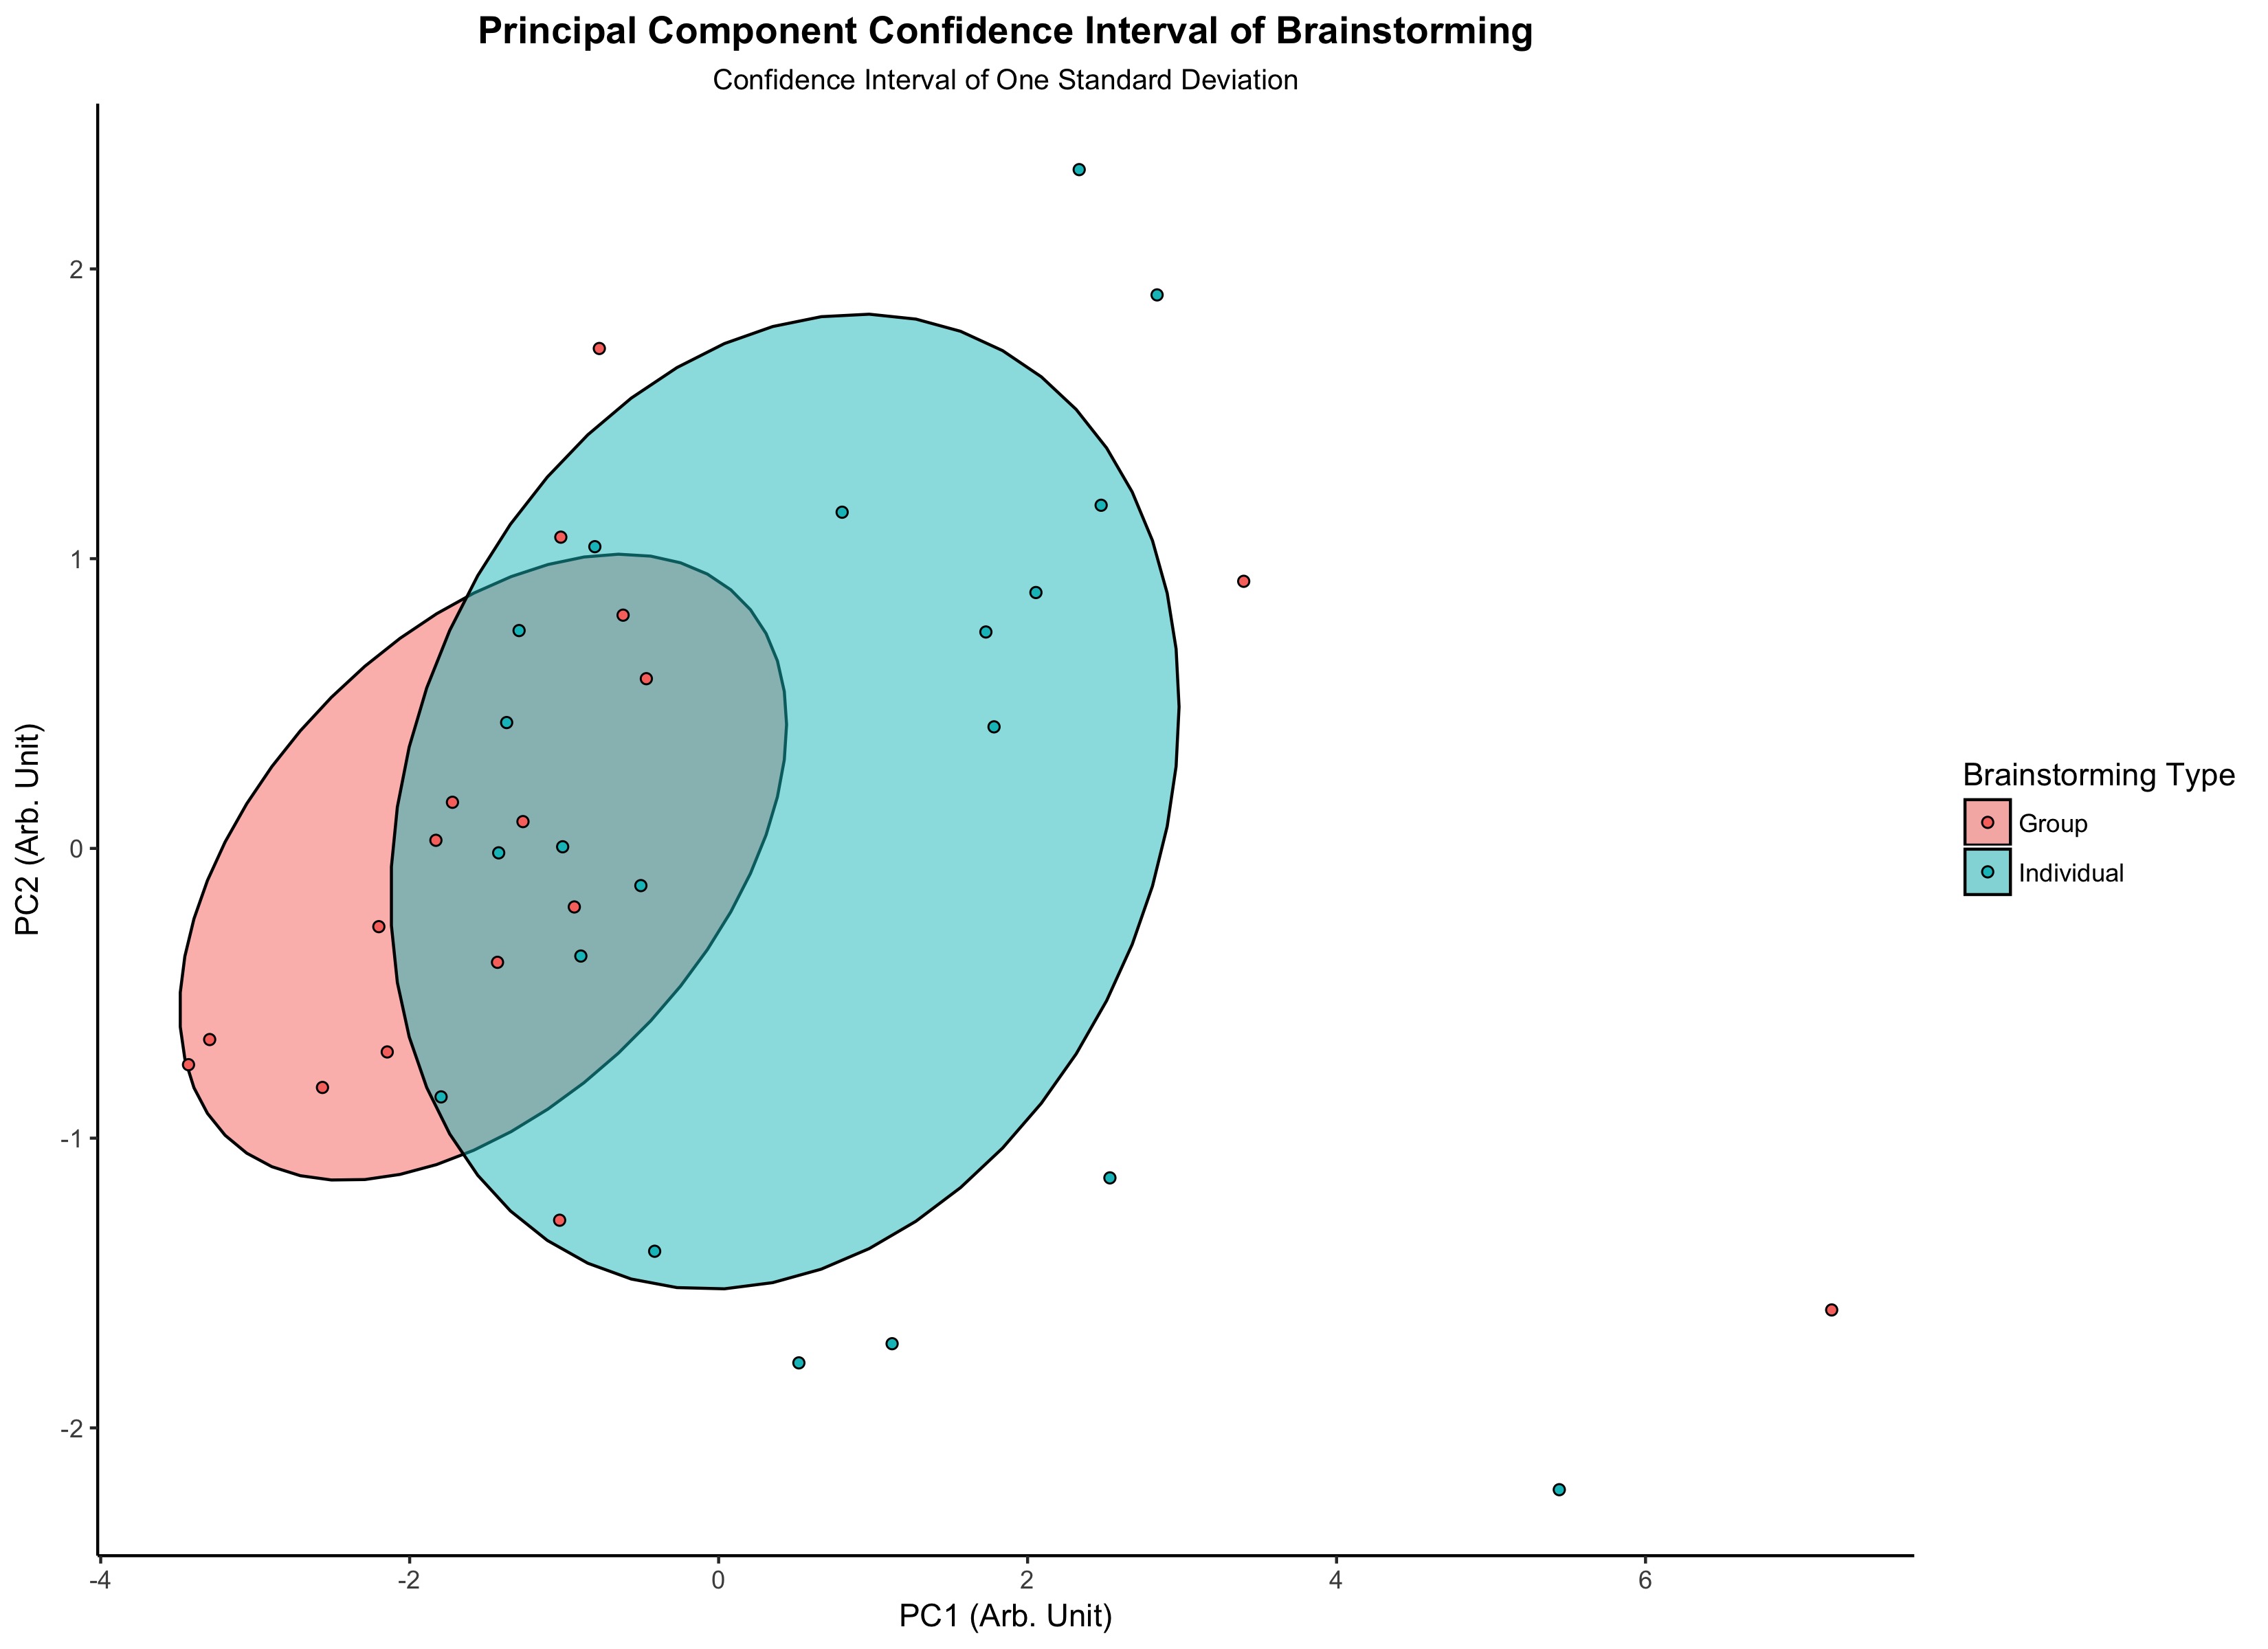 Principal Component Confidence Interval of Brainstorming
Confidence Interval of One Standard Deviation
PC2 (Arb. Unit)
2
1
0
-1
-2
-4
-2
0
2
4
6
PC1 (Arb. Unit)
Brainstorming Type
Group
Individual